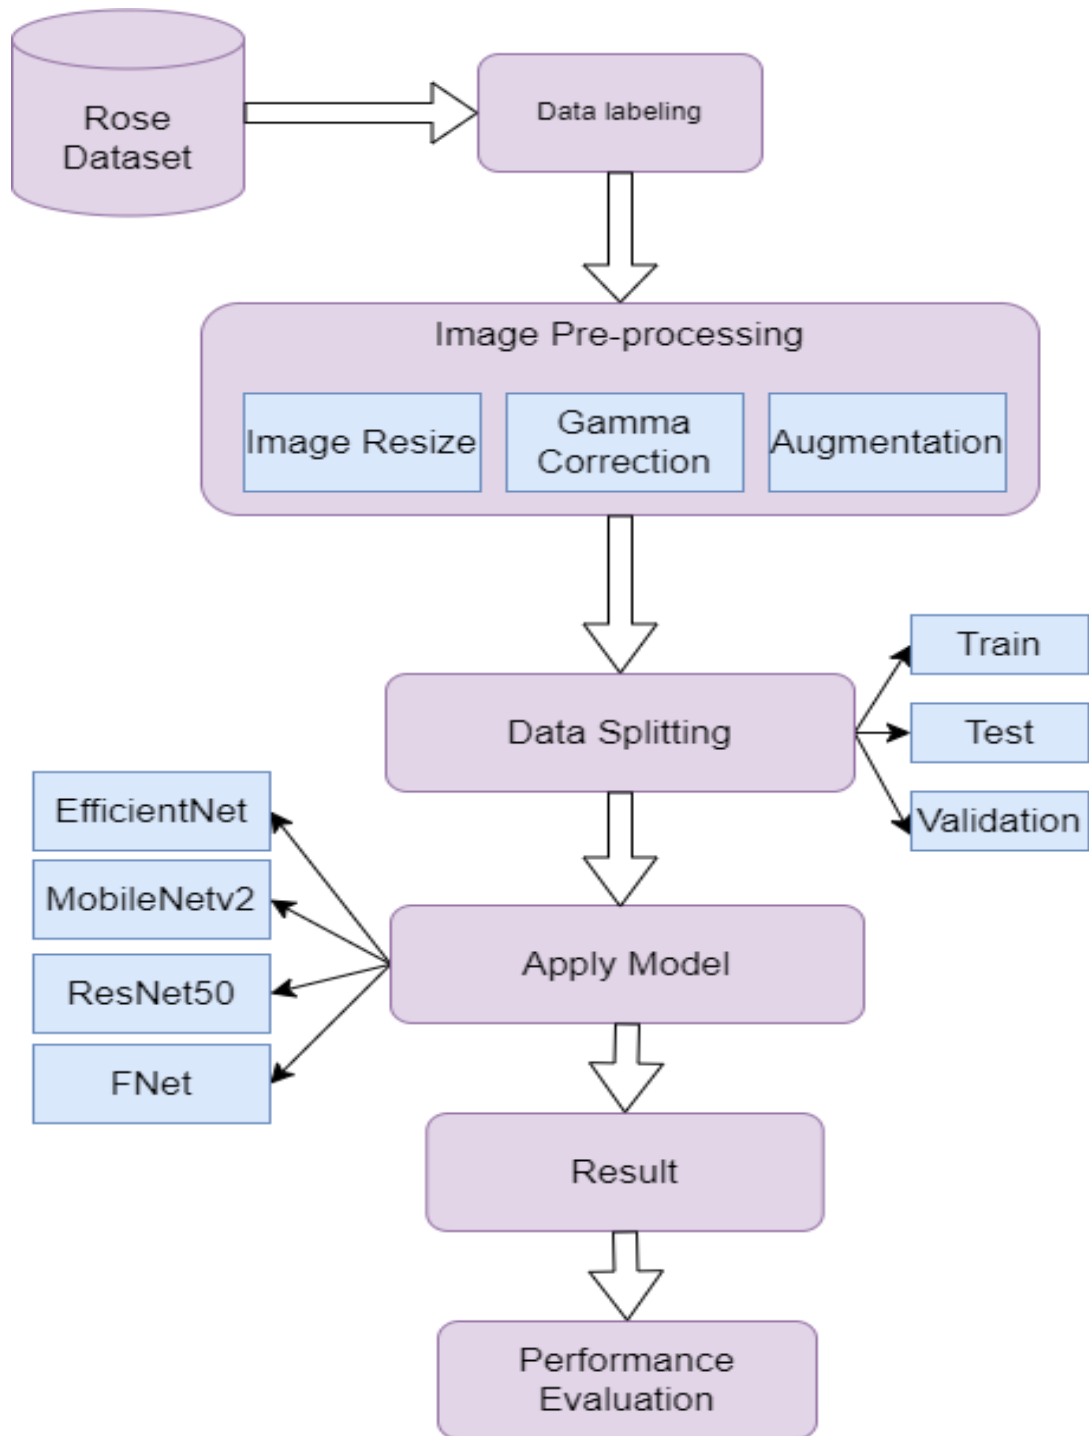 Rose
Dataset
Data labeling
Image Pre-processing
Image Resize
Gamma
Correction
Augmentation
Data Splitting
Train
Test
Validation
EfficientNet
MobileNetv2
ResNet50
FNet
Apply Model
Result
Performance
Evaluation